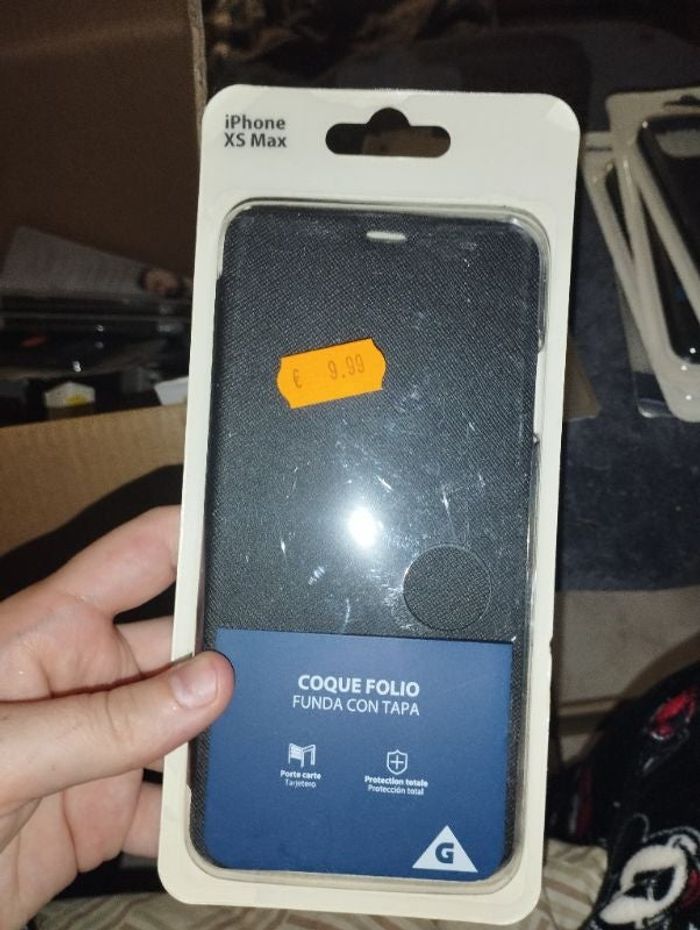 iPhone
XS Max
€ 9.99
COQUE FOLIO
FUNDA CON TAPA
Porte carte
Tarjetero
Protection totale
Protección total
G